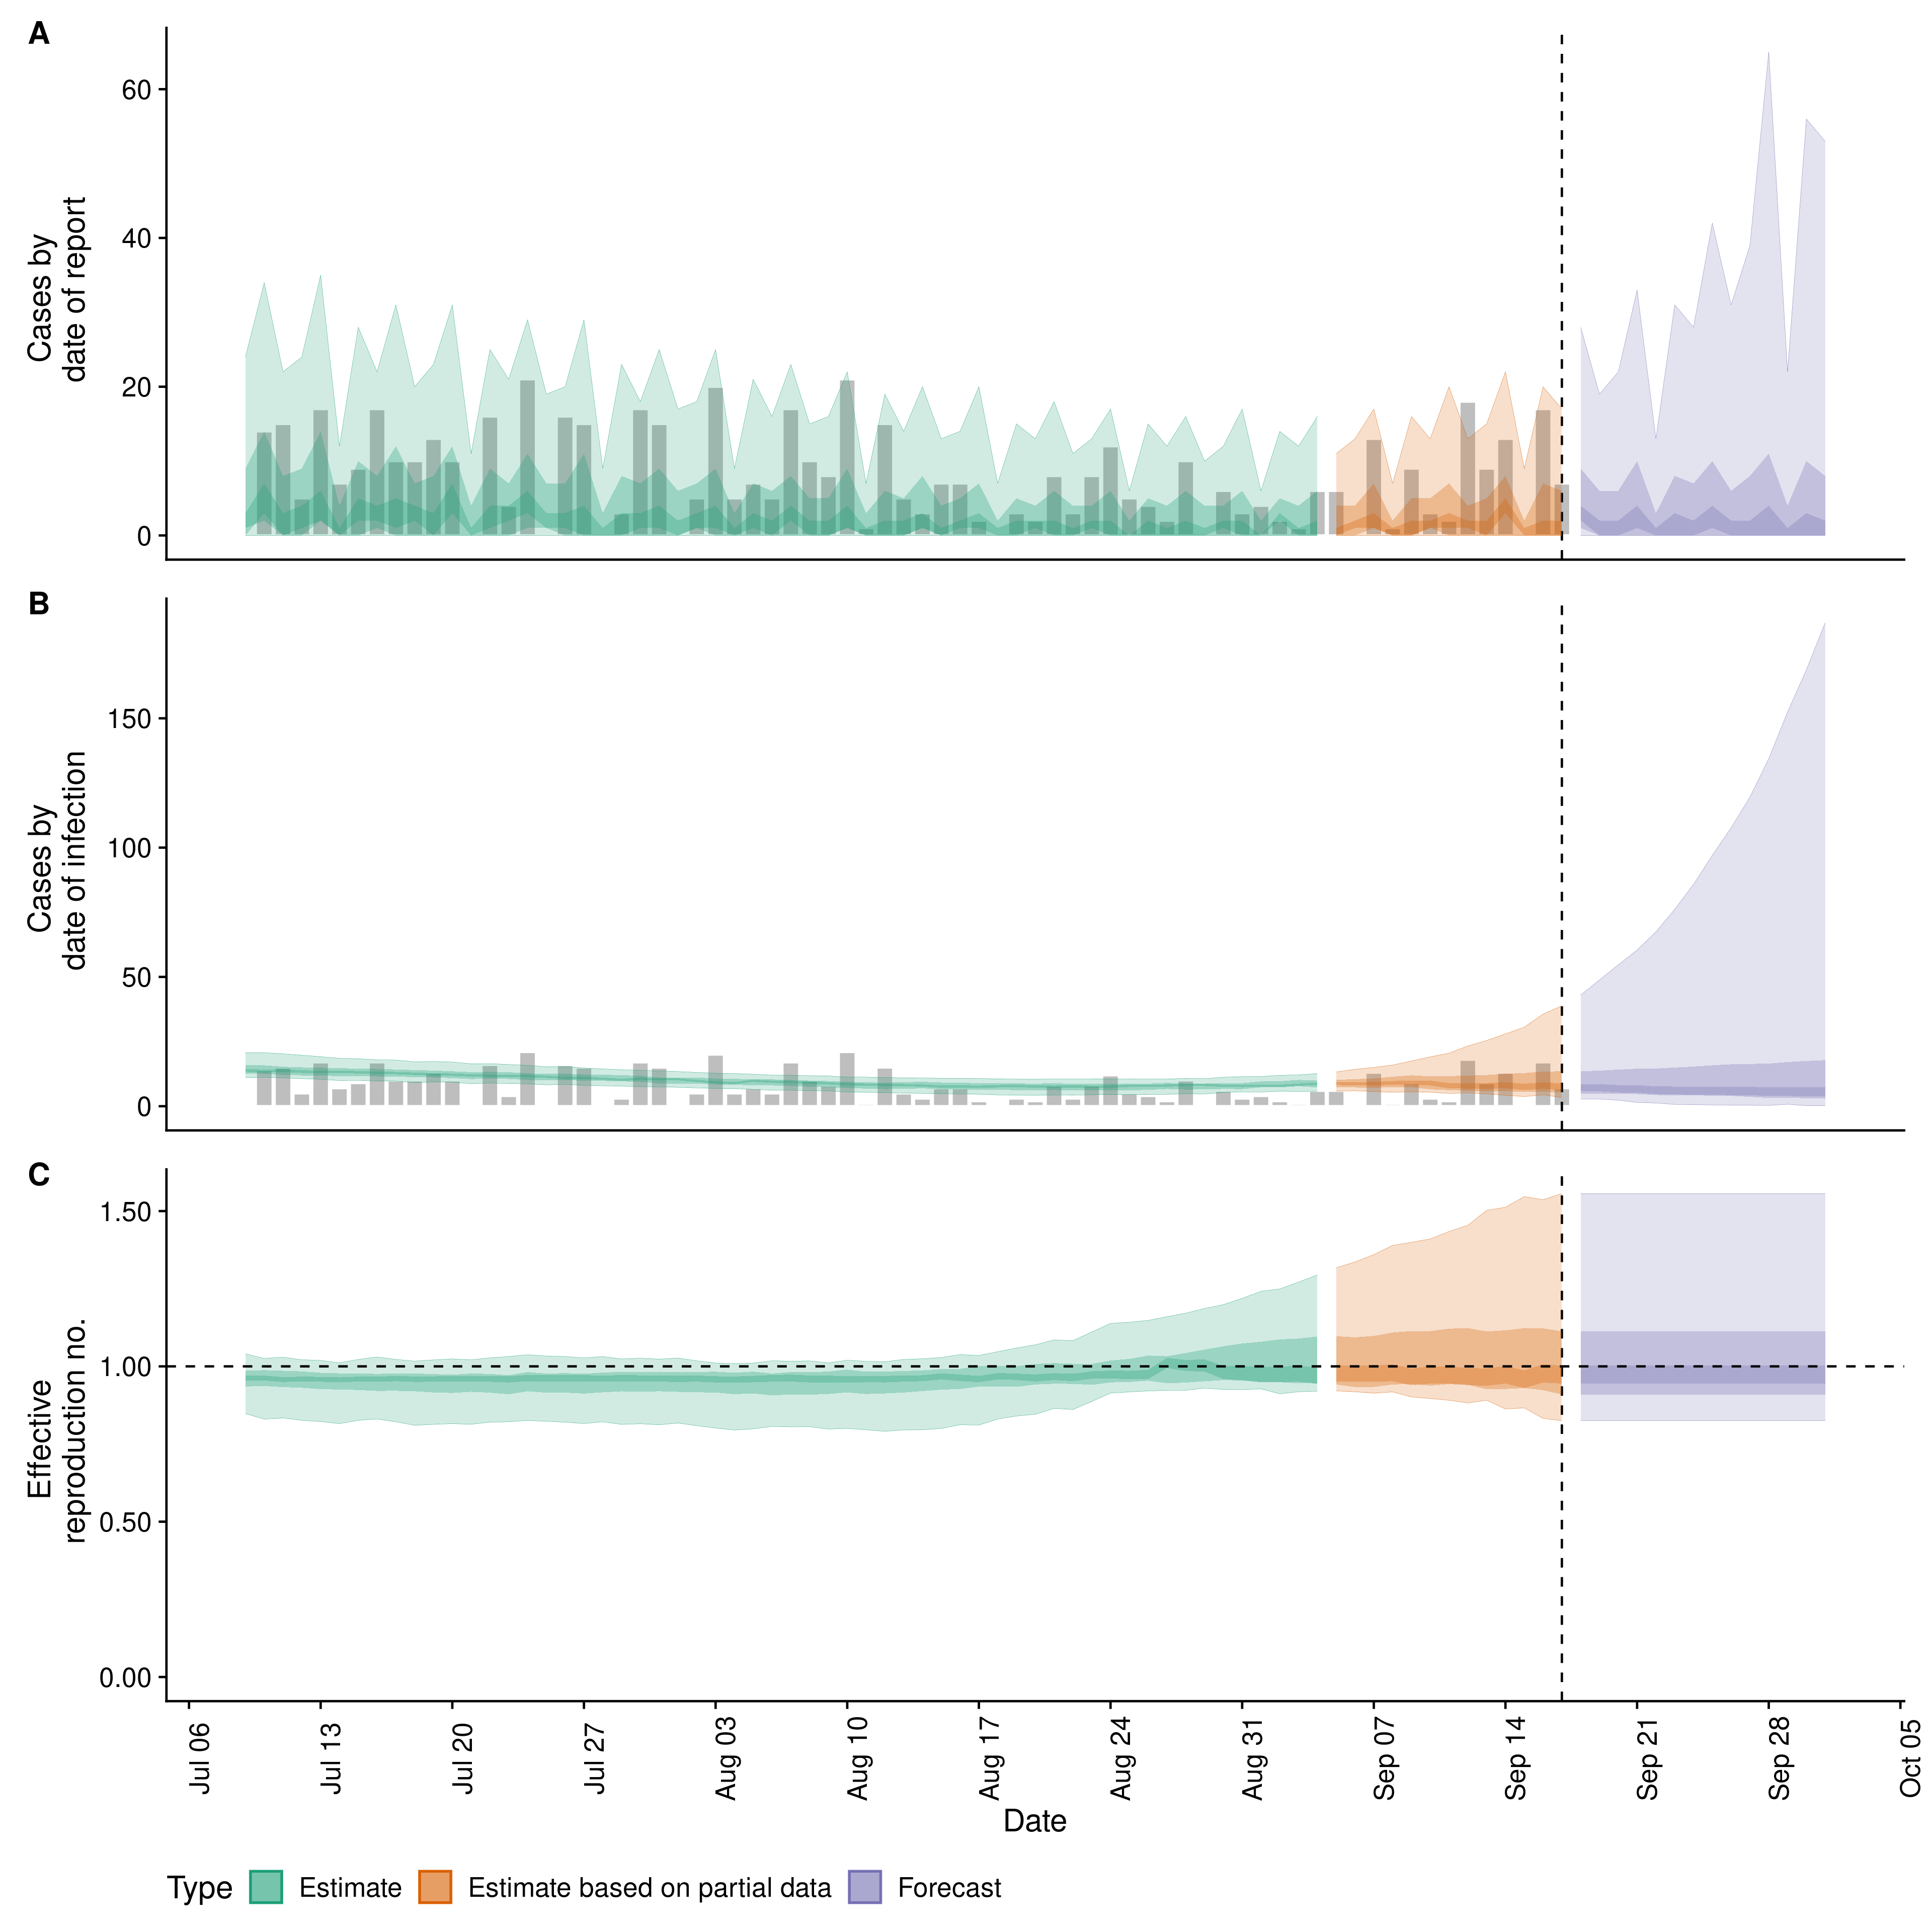 A
Cases by
date of report
60
40
20
0
B
Cases by
date of infection
150
100
50
0
C
Effective
reproduction no.
1.50
1.00
0.50
0.00
Jul 06
Jul 13
Jul 20
Jul 27
Aug 03
Aug 10
Aug 17
Aug 24
Aug 31
Sep 07
Sep 14
Sep 21
Sep 28
Oct 05
Date
Type Estimate Estimate based on partial data Forecast